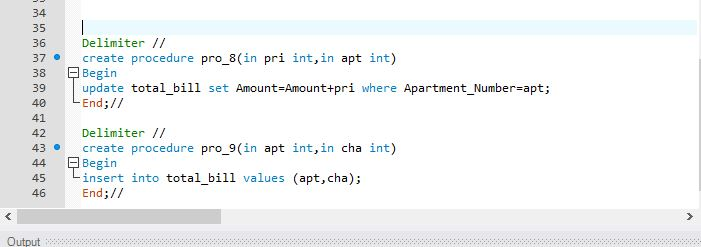 34
35
36 Delimiter //
37 create procedure pro_8(in pri int,in apt int)
38 Begin
39 update total_bill set Amount=Amount+pri where Apartment_Number=apt;
40 End;//
41
42 Delimiter //
43 create procedure pro_9(in apt int,in cha int)
44 Begin
45 insert into total_bill values (apt,cha);
46 End;//
Output